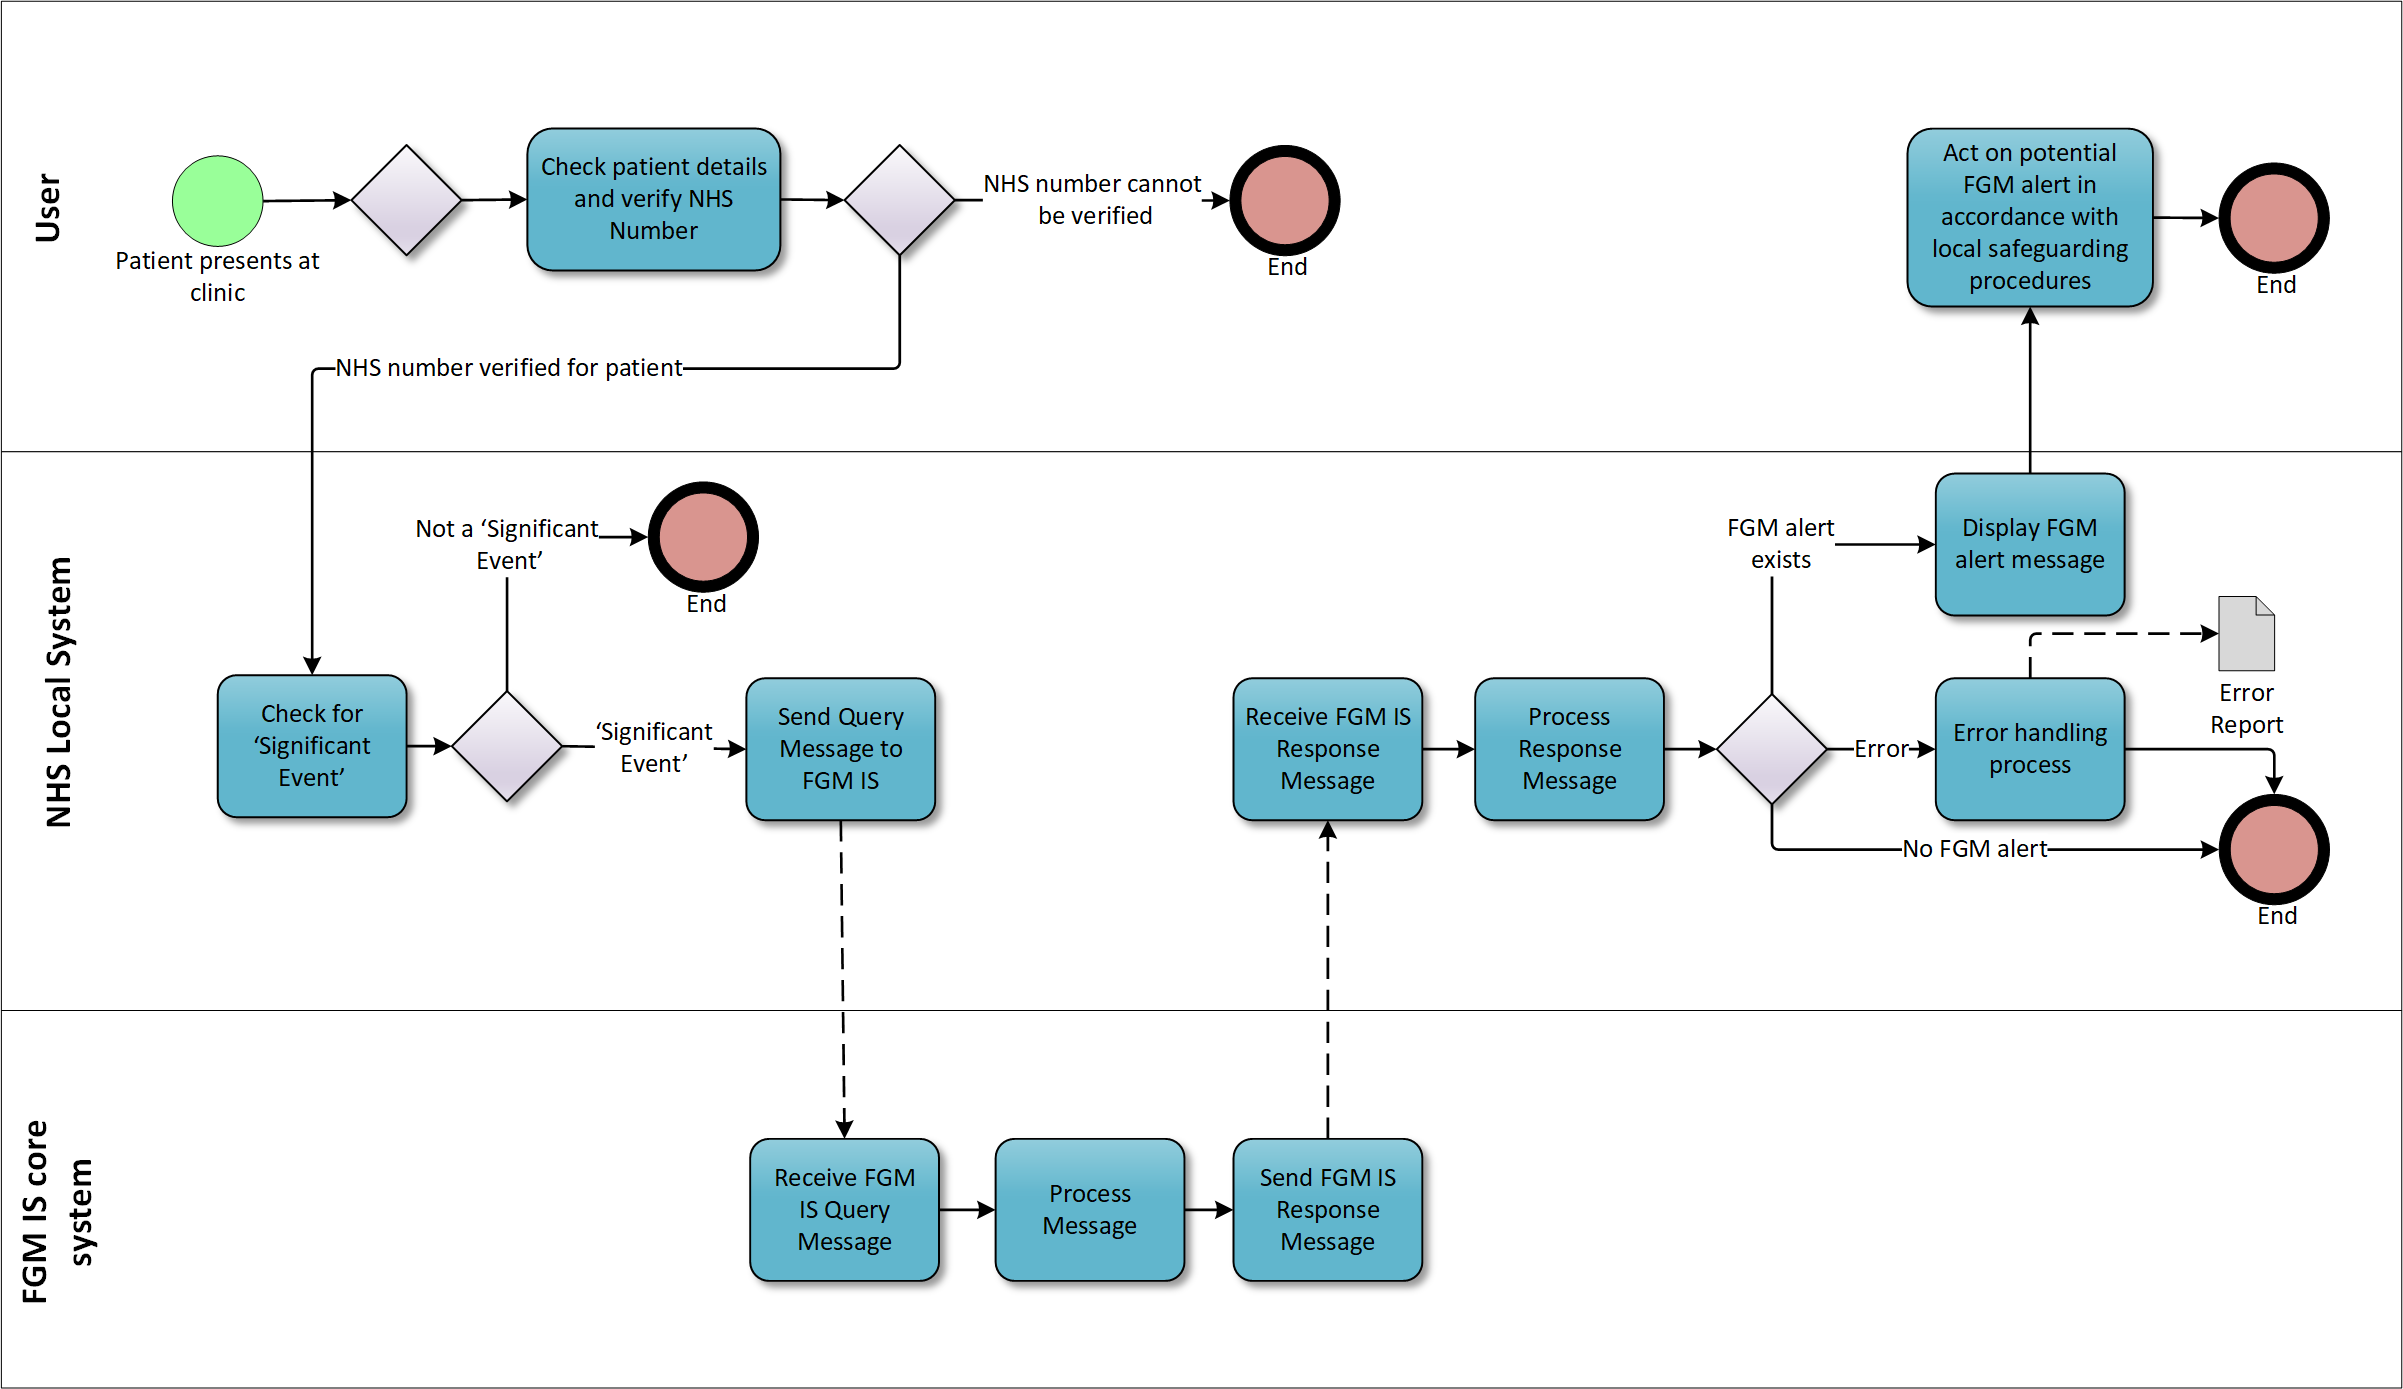 User
Patient presents at
clinic
Check patient details
and verify NHS
Number
NHS number cannot
be verified
End
NHS number verified for patient
Act on potential
FGM alert in
accordance with
local safeguarding
procedures
End
NHS Local System
Check for
‘Significant
Event’
Not a ‘Significant
Event’
End
‘Significant
Event’
Send Query
Message to
FGM IS
Receive FGM IS
Response
Message
Process
Response
Message
FGM alert
exists
Display FGM
alert message
Error
Error handling
process
Error
Report
No FGM alert
End
FGM IS core
system
Receive FGM
IS Query
Message
Process
Message
Send FGM IS
Response
Message